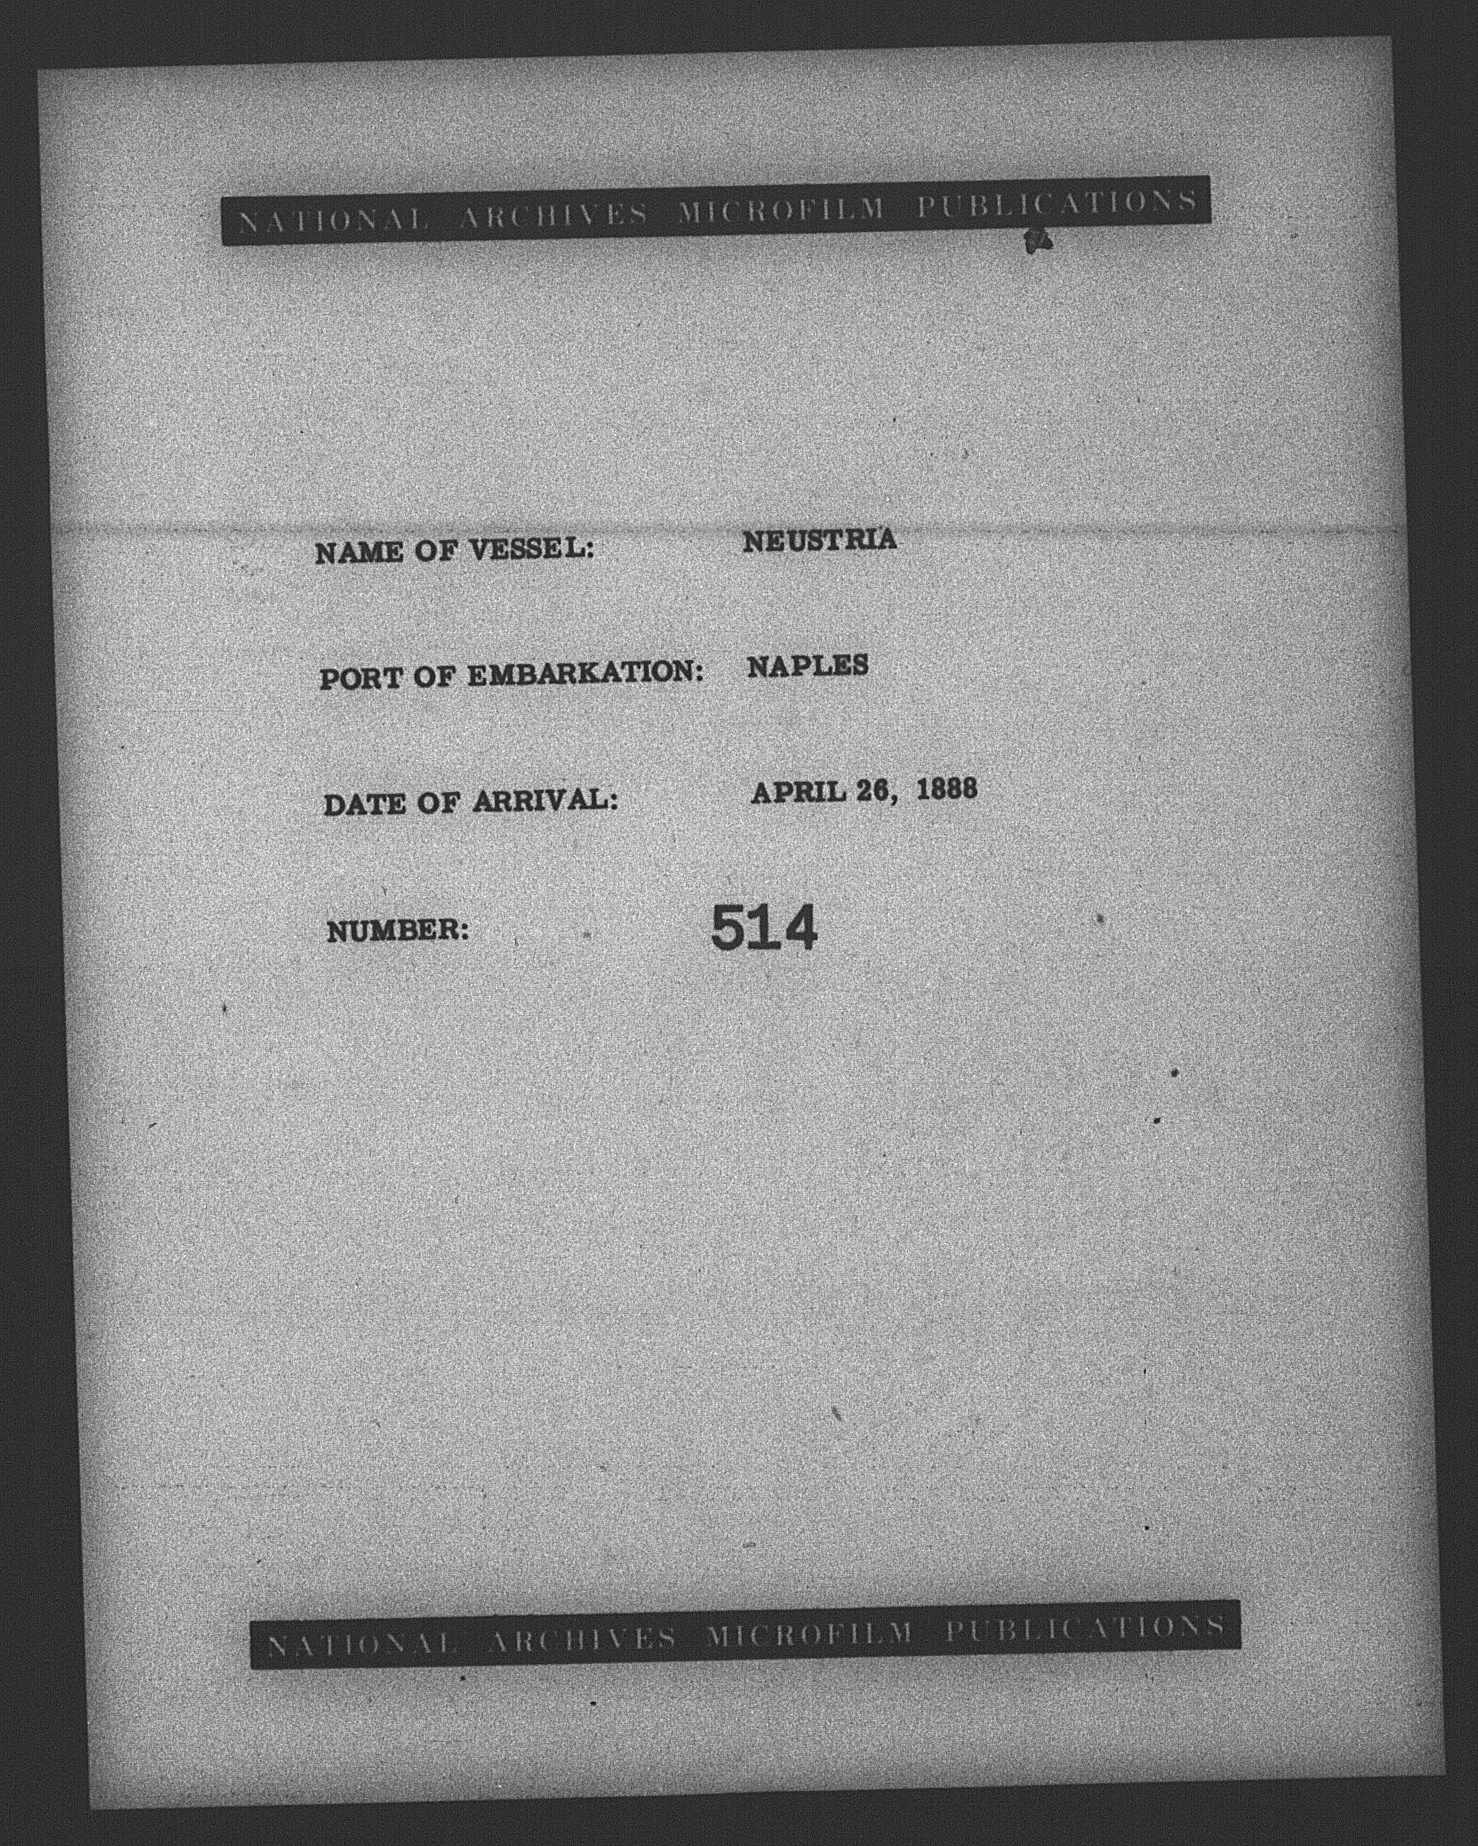 NATIONAL ARCHIVES MICROFILM PUBLICATIONS
NAME OF VESSEL: NEUSTRIA
PORT OF EMBARKATION: NAPLES
DATE OF ARRIVAL: APRIL 26, 1888
NUMBER: 514
NATIONAL ARCHIVES MICROFILM PUBLICATIONS